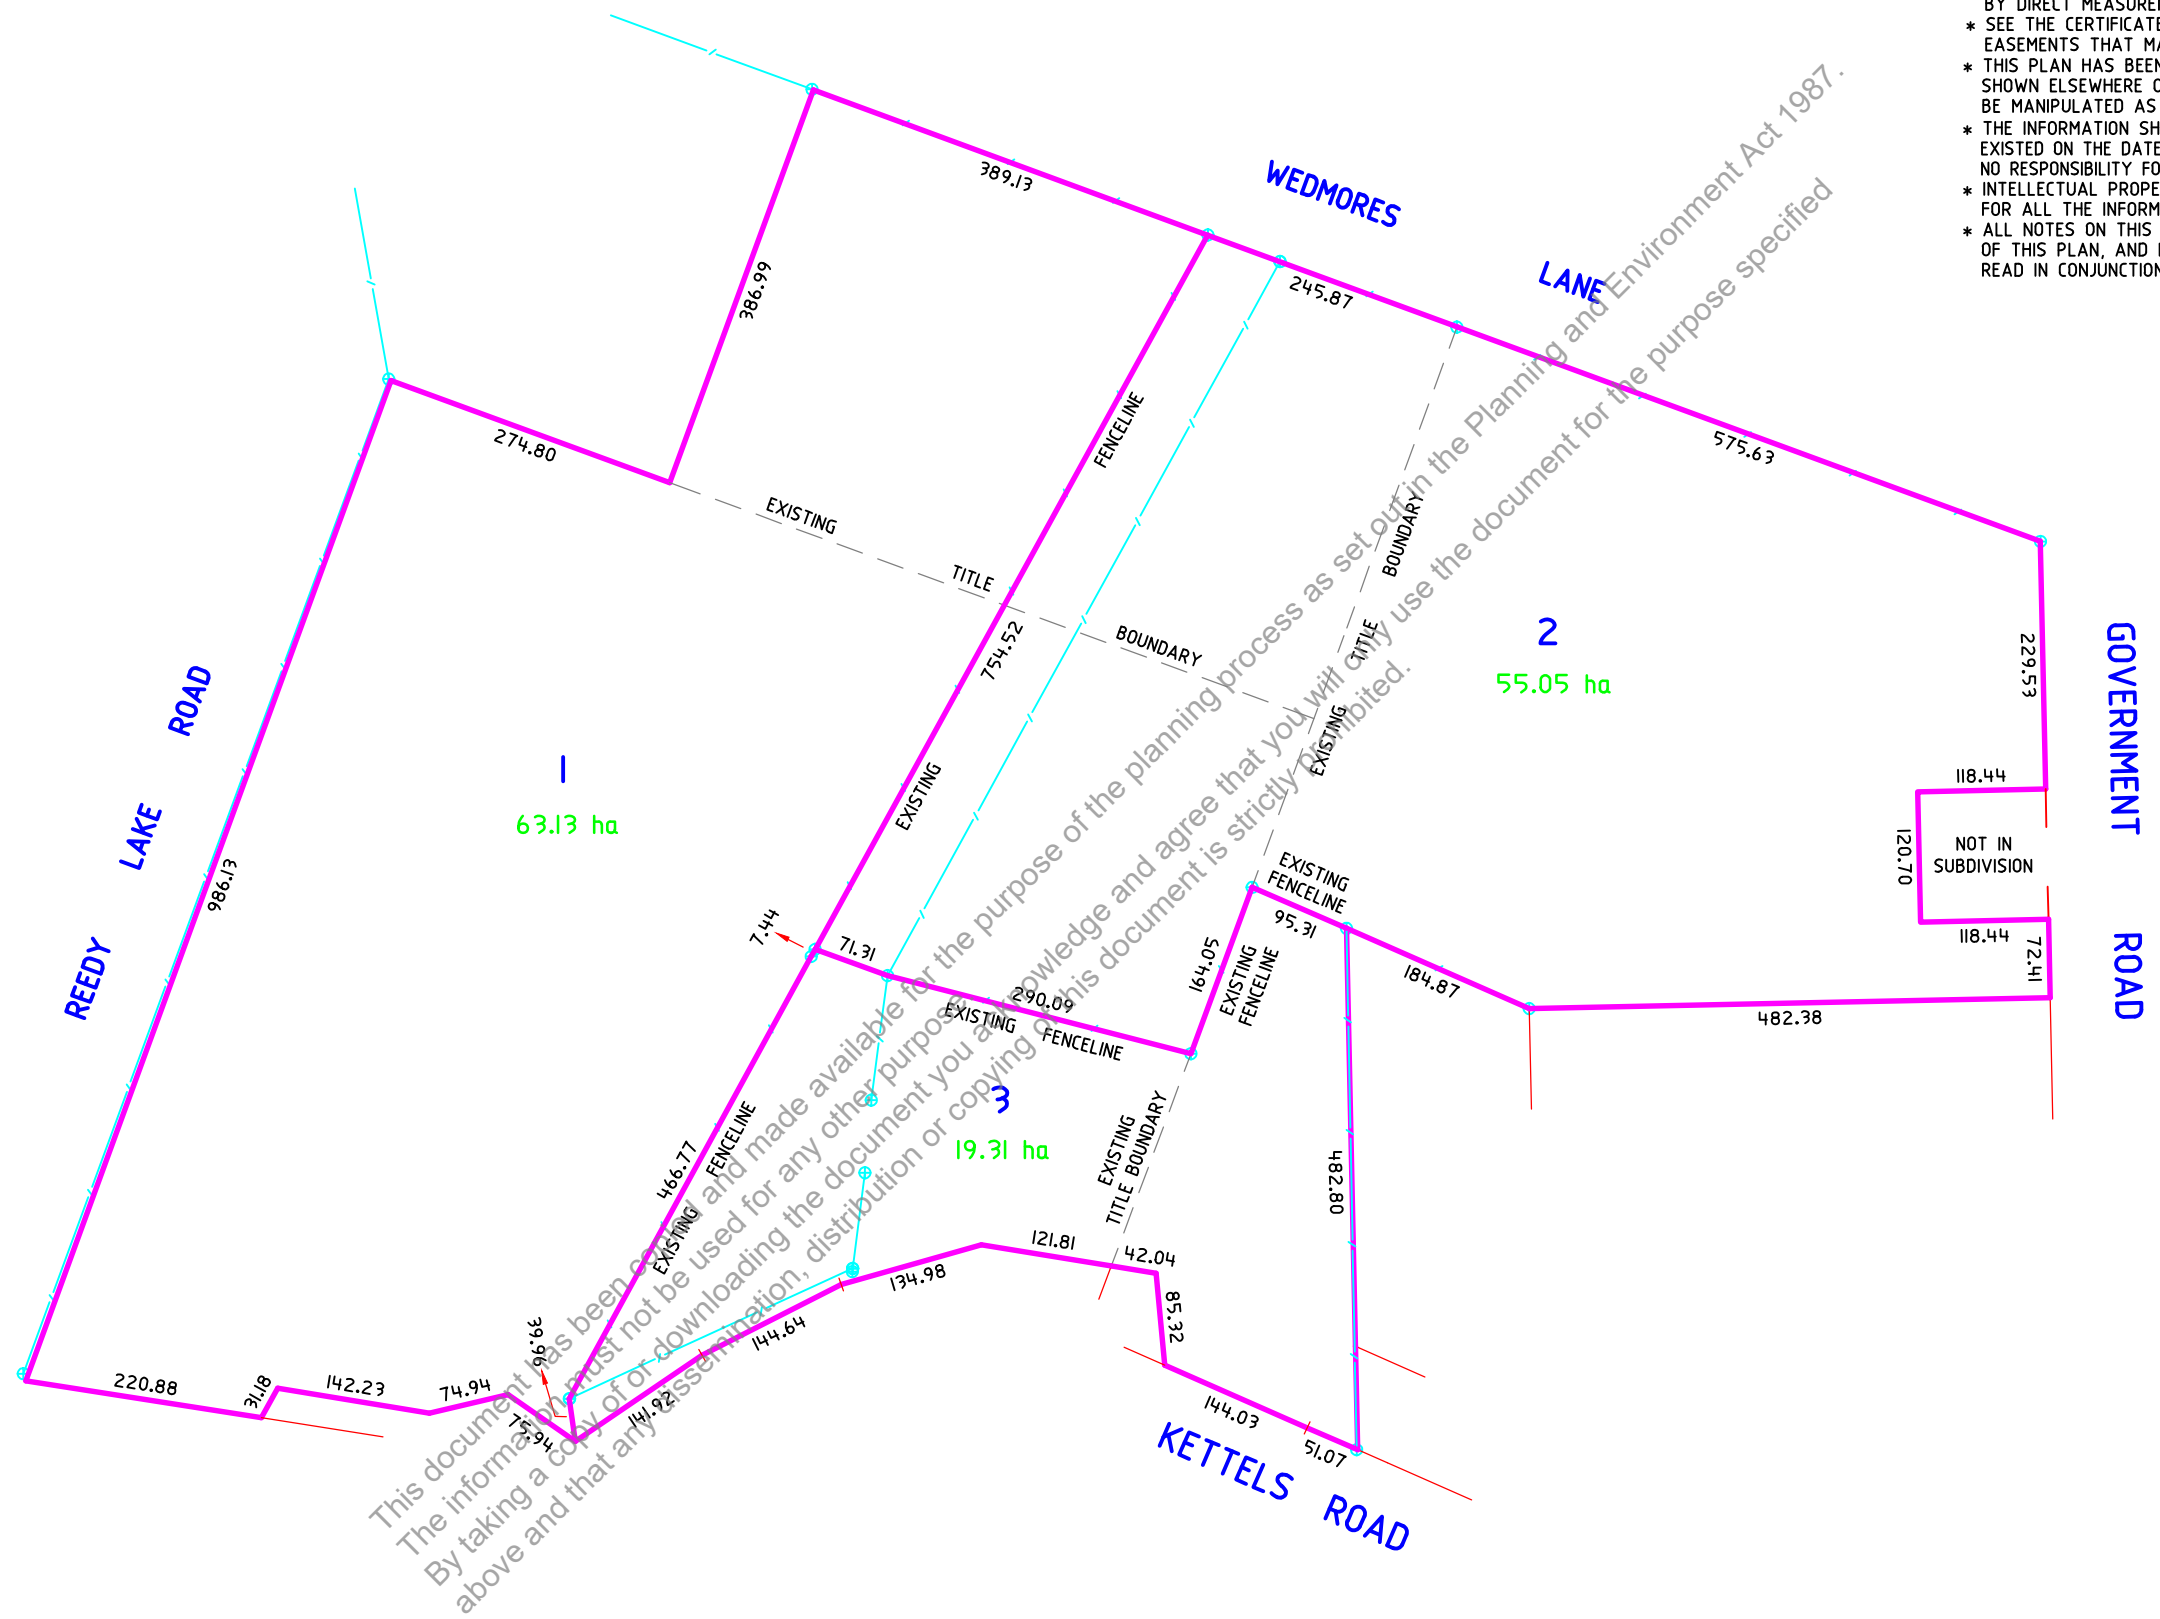 BY DIRECT
* SEE THE
EASEMENTS THAT
* THIS PLAN HAS BEEN
SHOWN ELSEWHERE
BE MANIPULATED AS
* THE INFORMATION
EXISTED ON THE DATE
NO RESPONSIBILITY
* INTELLECTUAL
FOR ALL THE
* ALL NOTES ON THIS
OF THIS PLAN, AND
READ IN
WEDMORES
LANE
389.13
245.87
575.63
386.99
274.80
FENCELINE
EXISTING
TITLE
BOUNDARY
BOUNDARY
TITLE
EXISTING
754.52
EXISTING
2
55.05 ha
229.53
GOVERNMENT
ROAD
118.44
120.70
NOT IN
SUBDIVISION
118.44
72.41
REEDY LAKE ROAD
986.13
1
63.13 ha
7.44
71.31
290.09
EXISTING
FENCELINE
164.05
EXISTING
FENCELINE
EXISTING
FENCELINE
95.31
184.87
482.38
3
19.31 ha
EXISTING
TITLE BOUNDARY
482.80
466.77
FENCELINE
EXISTING
121.81
42.04
85.32
134.98
144.64
141.92
39.66
75.94
74.94
142.23
31.18
220.88
144.03
51.07
KETTELS ROAD
This document has been copied and made available for the purpose of the planning process as set out in the Planning and Environment Act 1987.
The information must not be used for any other purpose.
By taking a copy of or downloading the document you acknowledge and agree that you will only use the document for the purpose specified
above and that any dissemination, distribution or copying of this document is strictly prohibited.